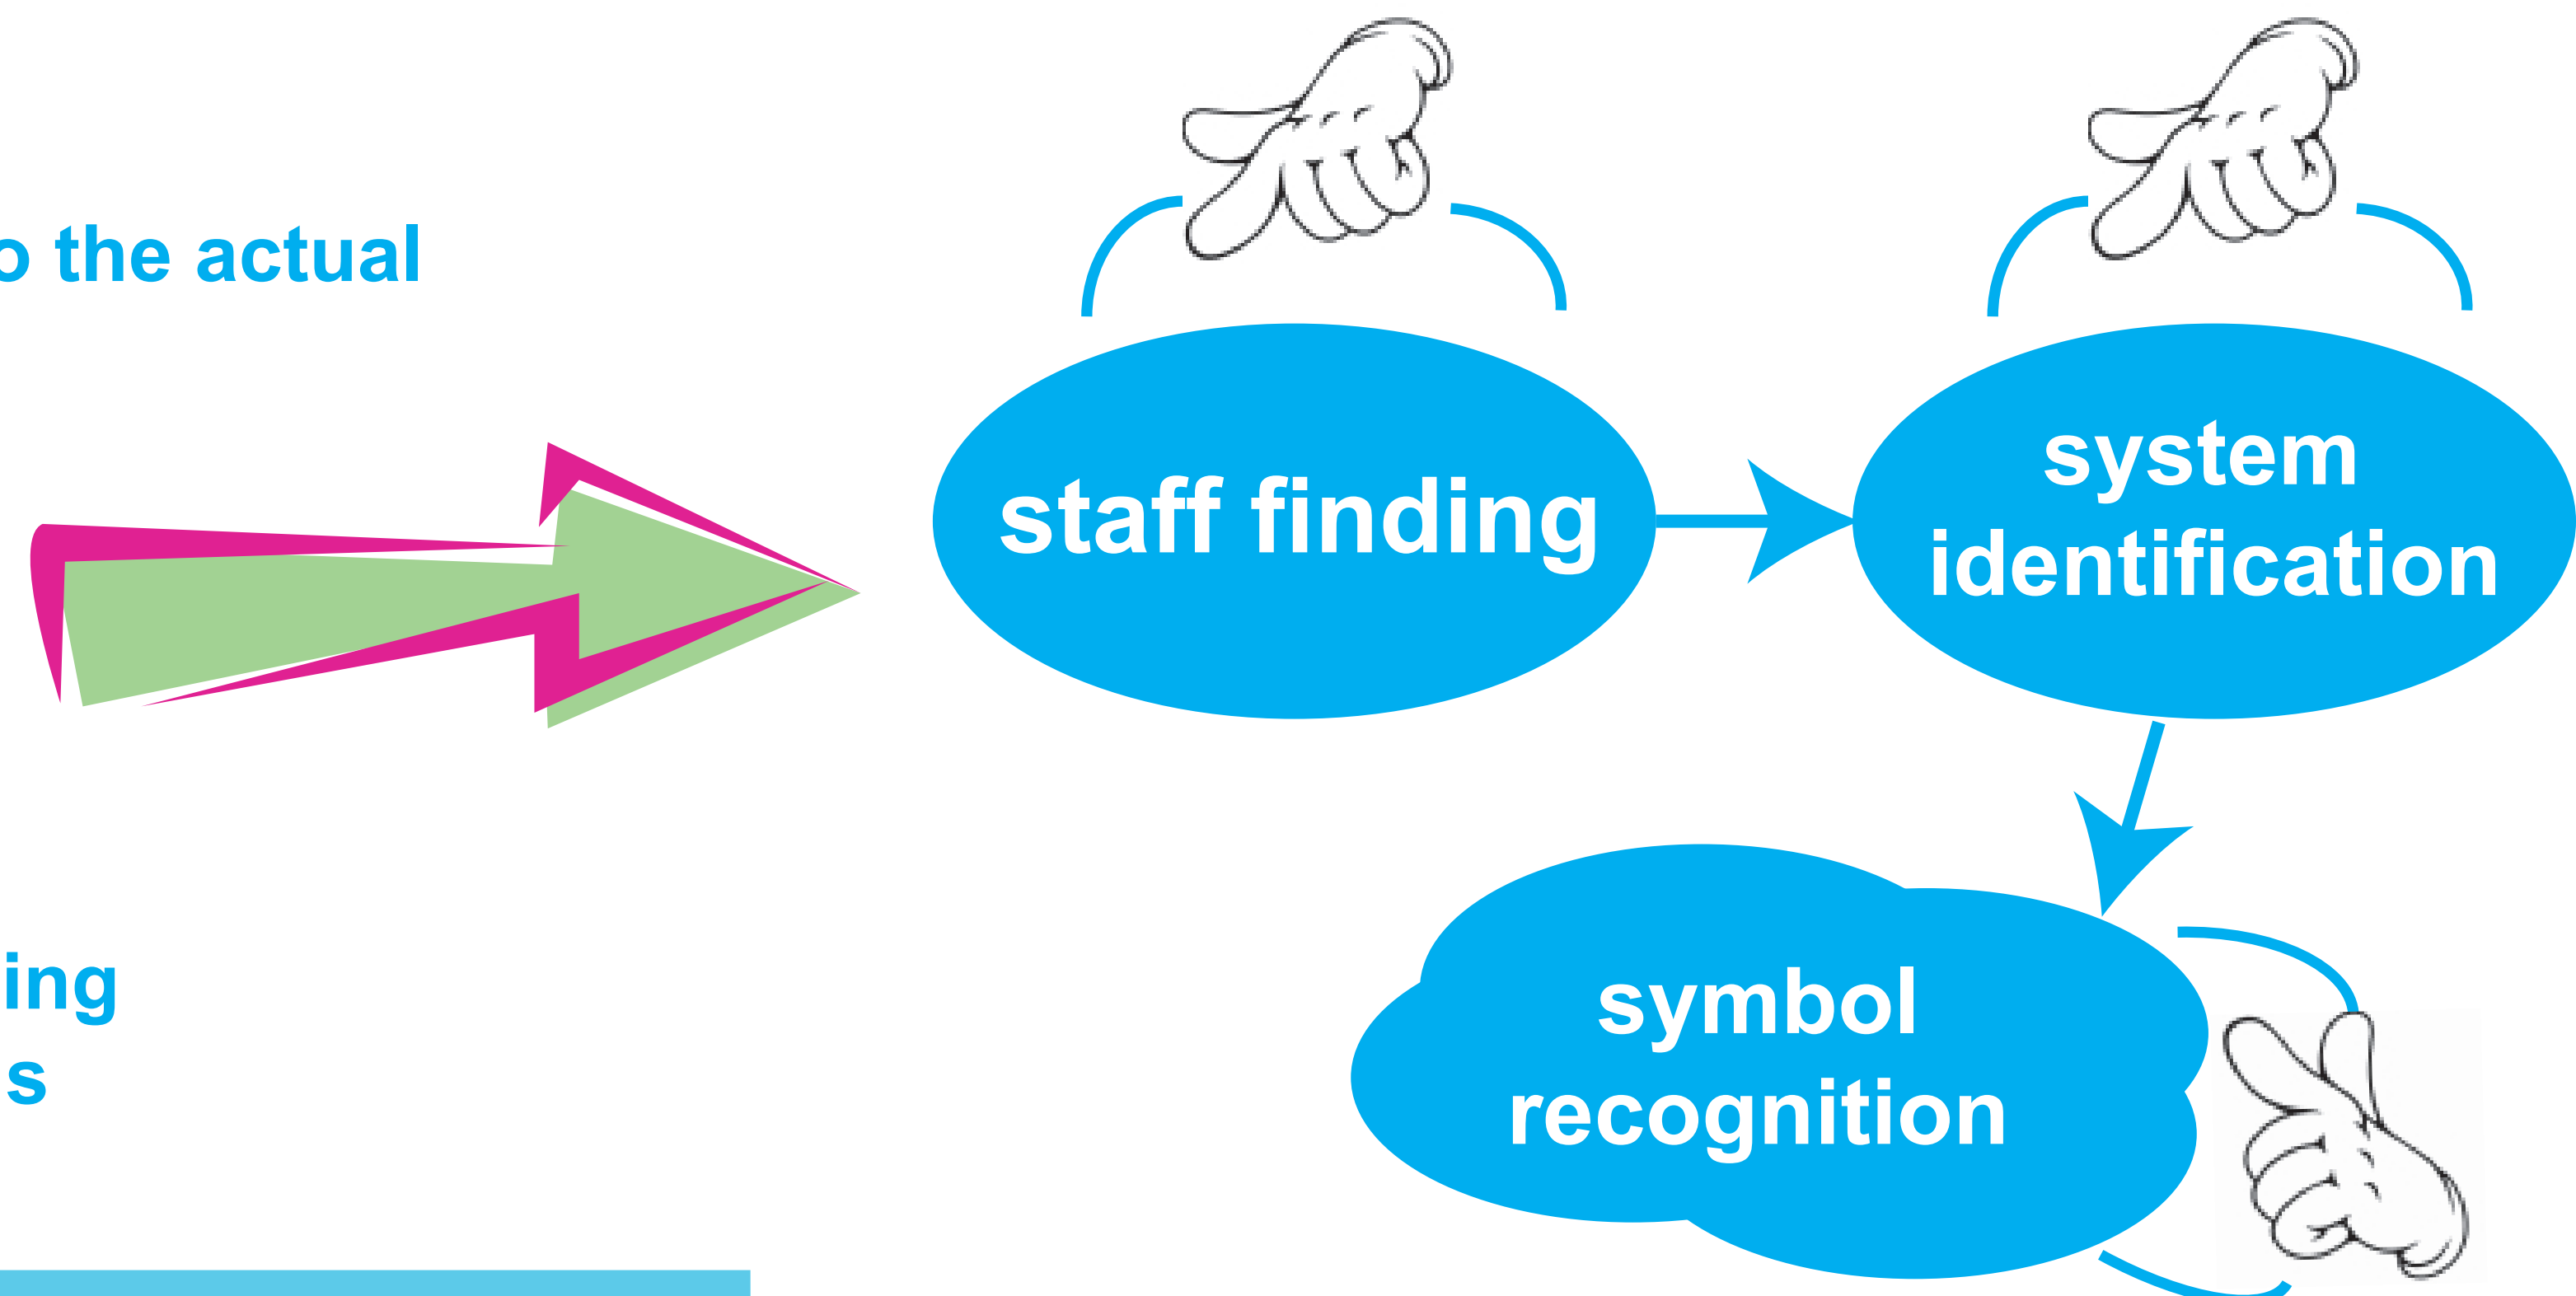 o the actual
staff finding
system
identification
ing
s
symbol
recognition